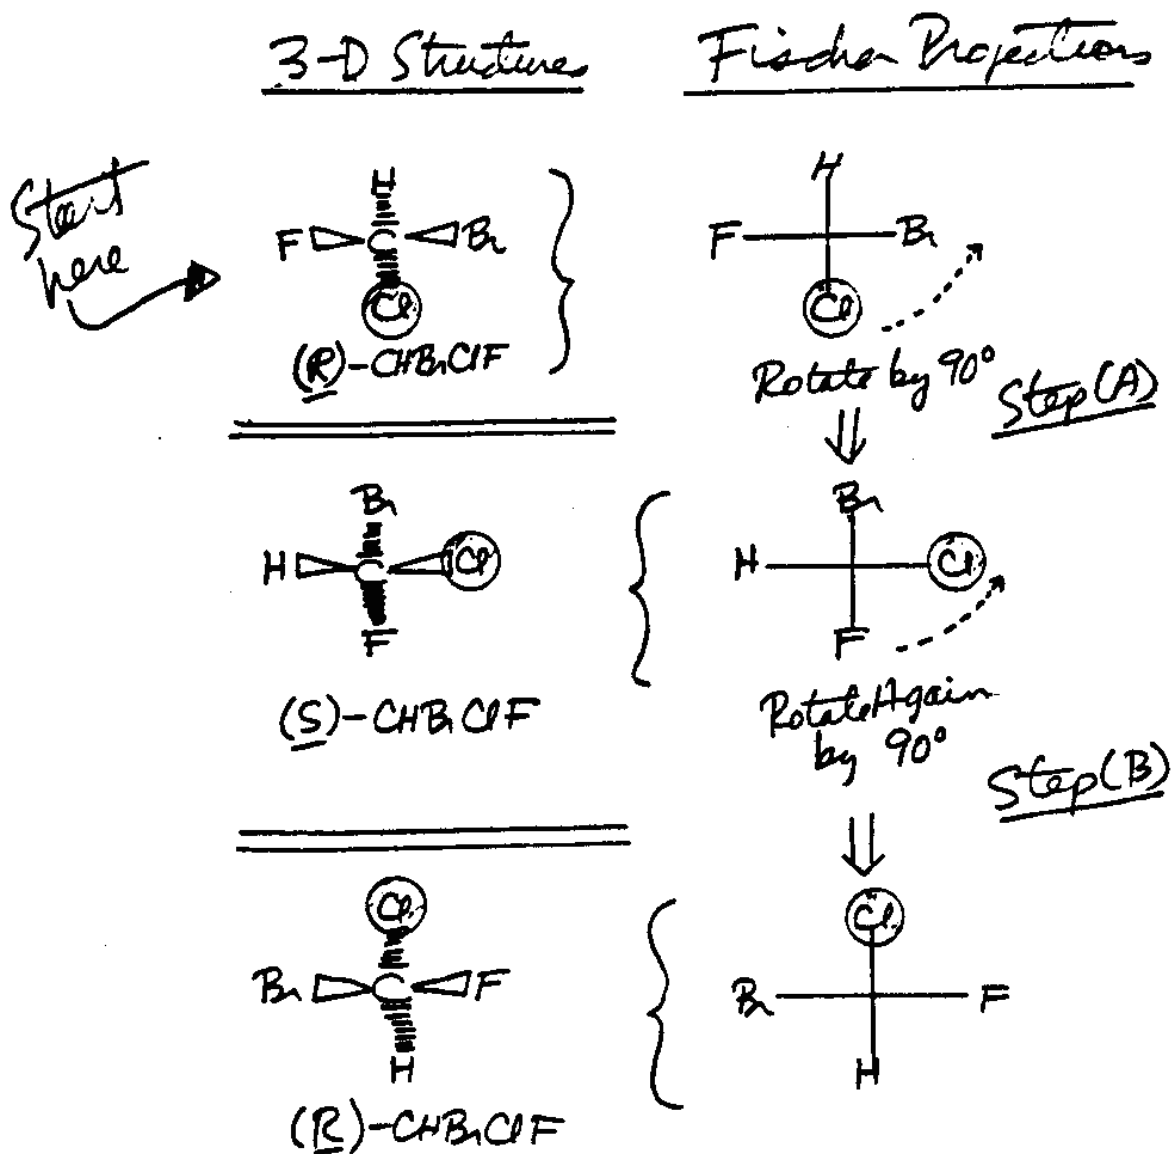 3-D Structures
Fischer Projections
Start
here
H
F C Br
Cl
(R)-CHBrClF
H
F Br
Cl
Rotate by 90°
Step (A)
Br
H C Cl
F
(S)-CHBrClF
Br
H Cl
F
Rotate Again
by 90°
Step (B)
Cl
Br C F
H
(R)-CHBrClF
Cl
Br F
H